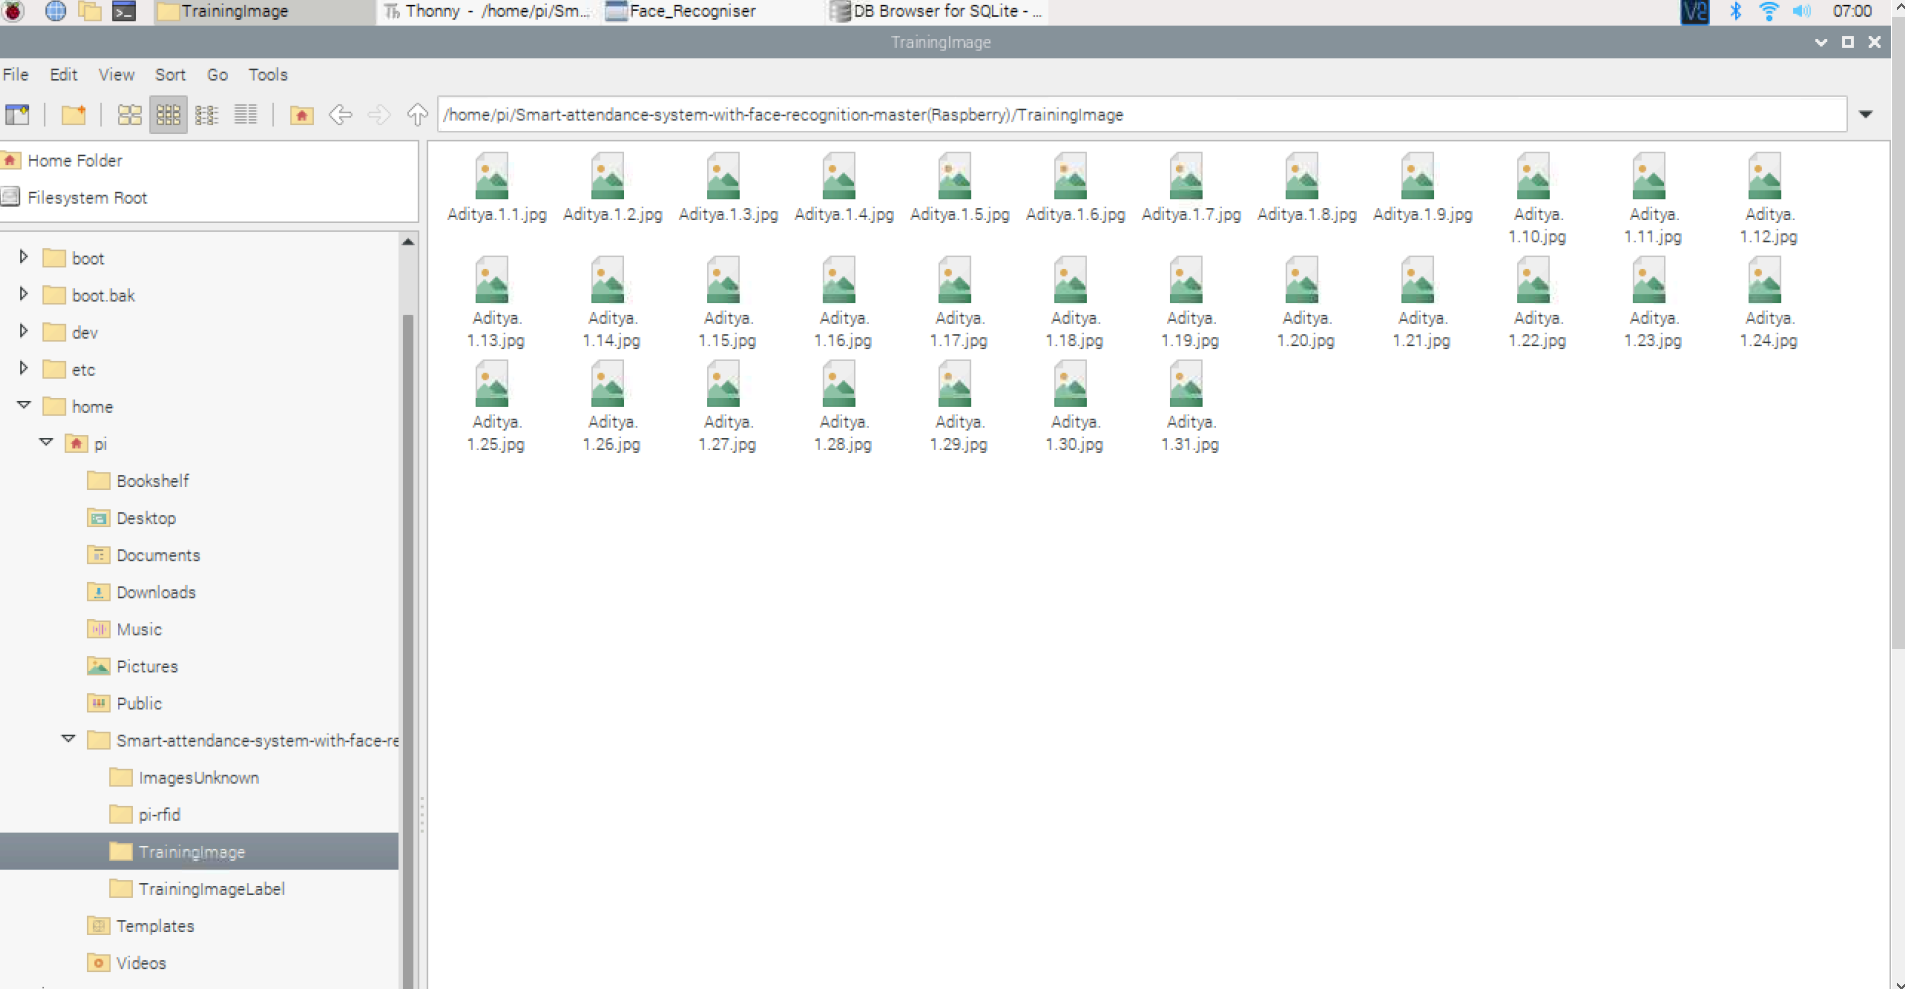 TrainingImage
Thonny - /home/pi/Sm...
Face_Recogniser
DB Browser for SQLite - ...
07:00
TrainingImage
File Edit View Sort Go Tools
/home/pi/Smart-attendance-system-with-face-recognition-master(Raspberry)/TrainingImage
Home Folder
Filesystem Root
boot
boot.bak
dev
etc
home
pi
Bookshelf
Desktop
Documents
Downloads
Music
Pictures
Public
Smart-attendance-system-with-face-re
ImagesUnknown
pi-rfid
TrainingImage
TrainingImageLabel
Templates
Videos
Aditya.1.1.jpg
Aditya.1.2.jpg
Aditya.1.3.jpg
Aditya.1.4.jpg
Aditya.1.5.jpg
Aditya.1.6.jpg
Aditya.1.7.jpg
Aditya.1.8.jpg
Aditya.1.9.jpg
Aditya.
1.10.jpg
Aditya.
1.11.jpg
Aditya.
1.12.jpg
Aditya.
1.13.jpg
Aditya.
1.14.jpg
Aditya.
1.15.jpg
Aditya.
1.16.jpg
Aditya.
1.17.jpg
Aditya.
1.18.jpg
Aditya.
1.19.jpg
Aditya.
1.20.jpg
Aditya.
1.21.jpg
Aditya.
1.22.jpg
Aditya.
1.23.jpg
Aditya.
1.24.jpg
Aditya.
1.25.jpg
Aditya.
1.26.jpg
Aditya.
1.27.jpg
Aditya.
1.28.jpg
Aditya.
1.29.jpg
Aditya.
1.30.jpg
Aditya.
1.31.jpg